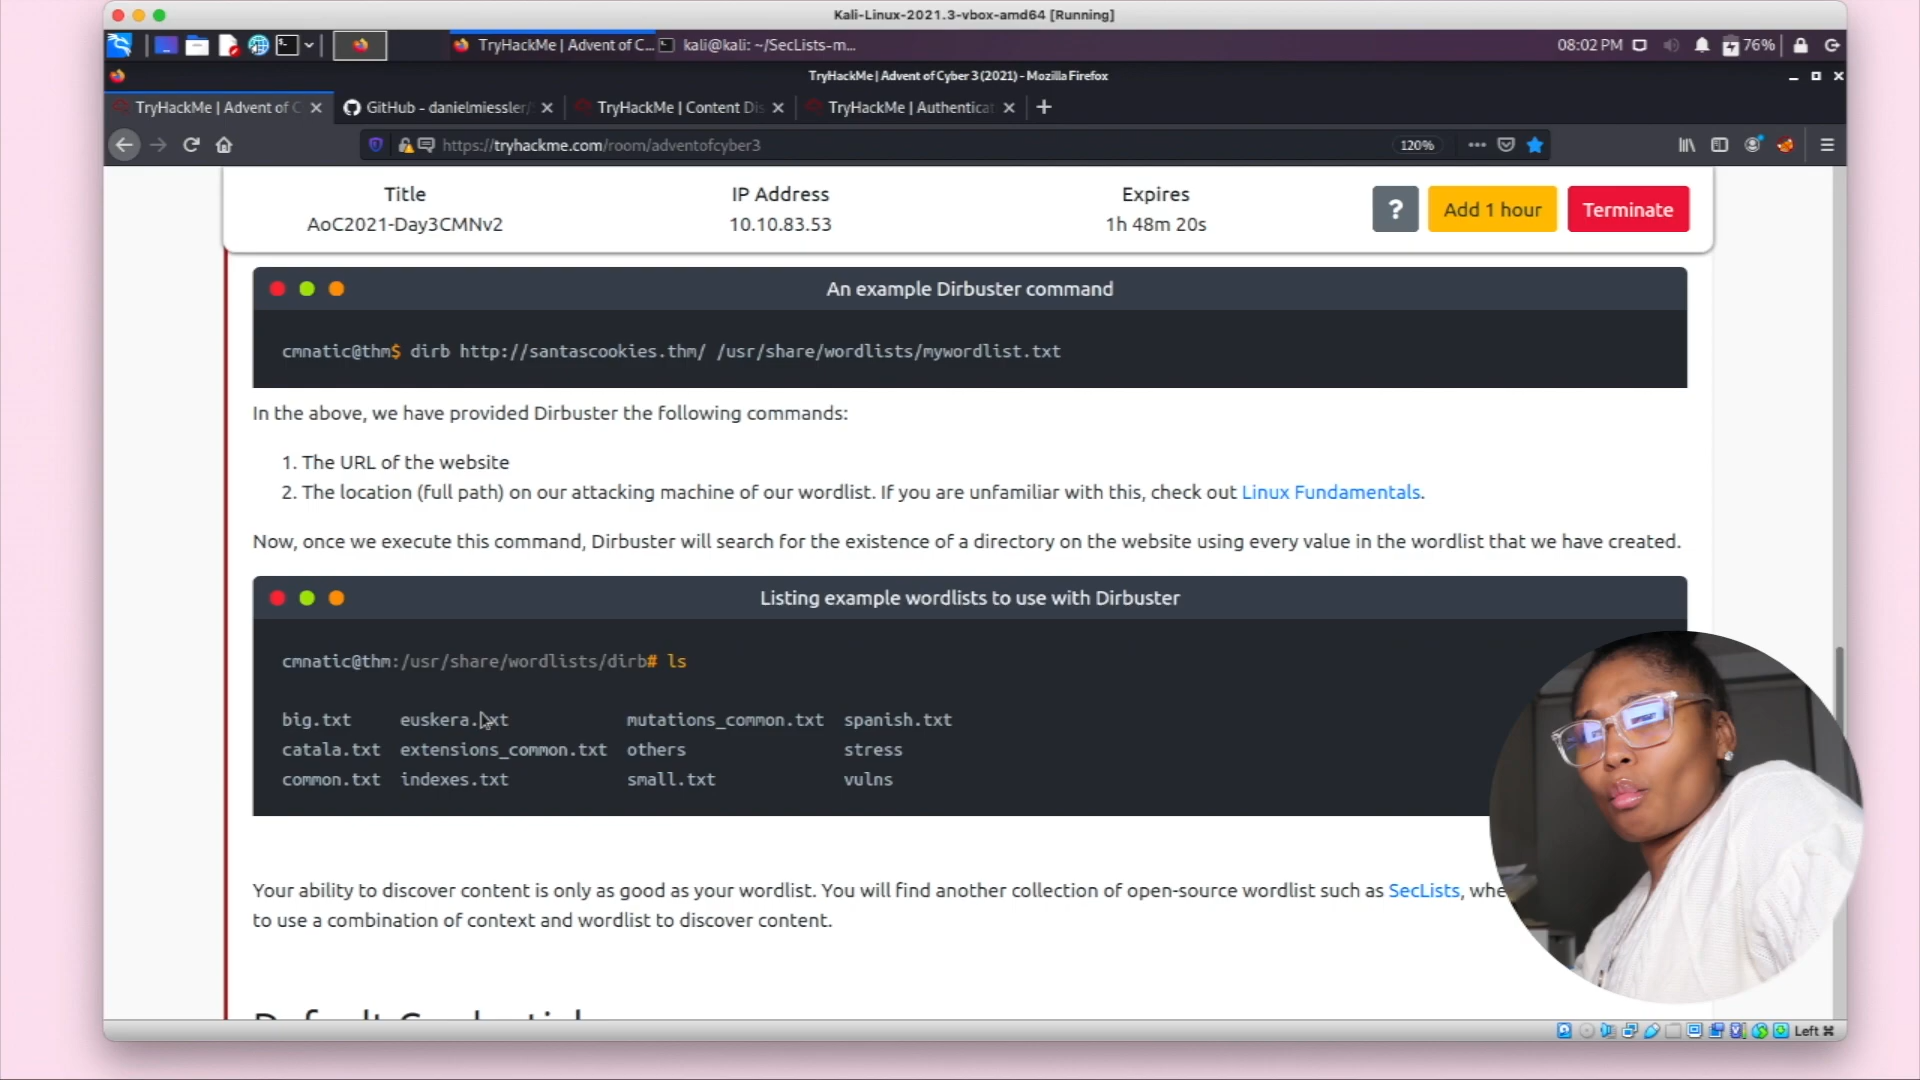 Kali-Linux-2021.3-vbox-amd64 [Running]
TryHackMe | Advent of C...
kali@kali: ~/SecLists-m...
08:02 PM
76%
TryHackMe | Advent of Cyber 3 (2021) - Mozilla Firefox
TryHackMe | Advent of C
GitHub - danielmiessler/
TryHackMe | Content Dis
TryHackMe | Authenticat
https://tryhackme.com/room/adventofcyber3
120%
Title
IP Address
Expires
AoC2021-Day3CMNv2
10.10.83.53
1h 48m 20s
?
Add 1 hour
Terminate
An example Dirbuster command
cmnatic@thm$ dirb http://santascookies.thm/ /usr/share/wordlists/mywordlist.txt
In the above, we have provided Dirbuster the following commands:
1. The URL of the website
2. The location (full path) on our attacking machine of our wordlist. If you are unfamiliar with this, check out Linux Fundamentals.
Now, once we execute this command, Dirbuster will search for the existence of a directory on the website using every value in the wordlist that we have created.
Listing example wordlists to use with Dirbuster
cmnatic@thm:/usr/share/wordlists/dirb# ls
big.txt euskera.txt mutations_common.txt spanish.txt
catala.txt extensions_common.txt others stress
common.txt indexes.txt small.txt vulns
Your ability to discover content is only as good as your wordlist. You will find another collection of open-source wordlist such as SecLists, whe
to use a combination of context and wordlist to discover content.
Left ⌘